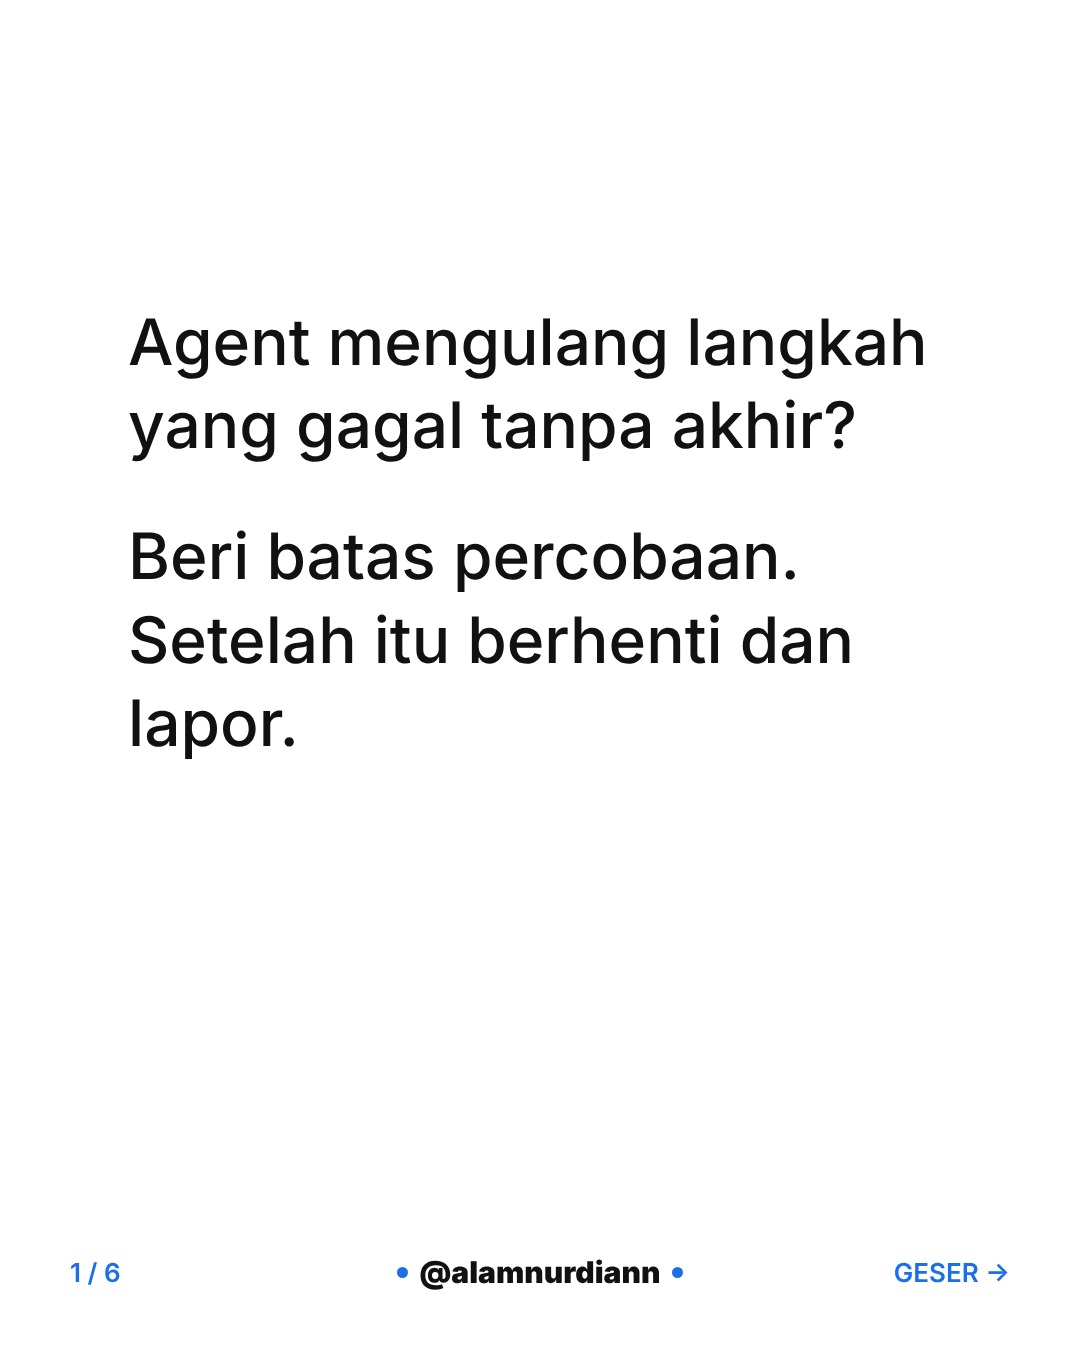 Agent mengulang langkah
yang gagal tanpa akhir?
Beri batas percobaan.
Setelah itu berhenti dan
lapor.
1 / 6
• @alamnurdiann •
GESER →